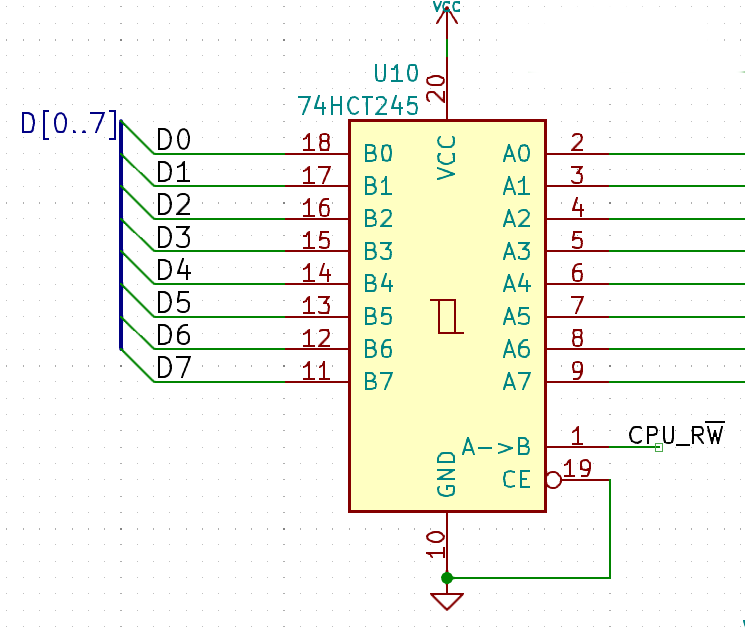 VCC
U10
20
74HCT245
D[0..7]
D0 18 B0 VCC A0 2
D1 17 B1 A1 3
D2 16 B2 A2 4
D3 15 B3 A3 5
D4 14 B4 A4 6
D5 13 B5 A5 7
D6 12 B6 A6 8
D7 11 B7 A7 9
A->B 1 CPU_RW̅
GND CE 19
10